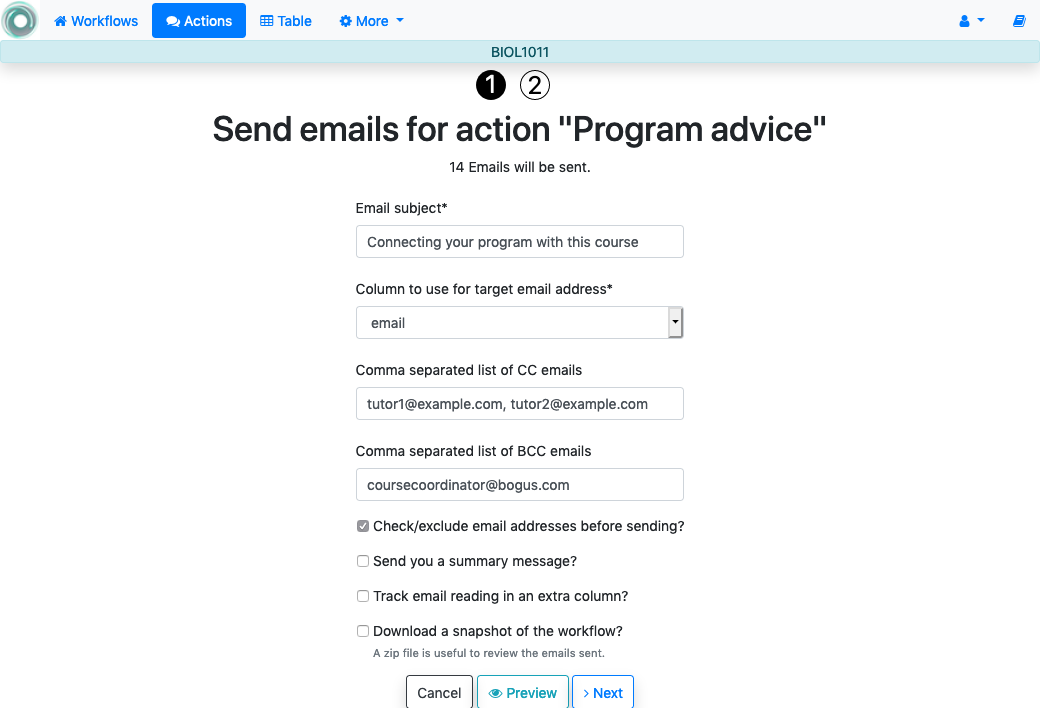 Workflows Actions Table More
BIOL1011
1 2
Send emails for action "Program advice"
14 Emails will be sent.
Email subject*
Connecting your program with this course
Column to use for target email address*
email
Comma separated list of CC emails
tutor1@example.com, tutor2@example.com
Comma separated list of BCC emails
coursecoordinator@bogus.com
Check/exclude email addresses before sending?
Send you a summary message?
Track email reading in an extra column?
Download a snapshot of the workflow?
A zip file is useful to review the emails sent.
Cancel Preview Next